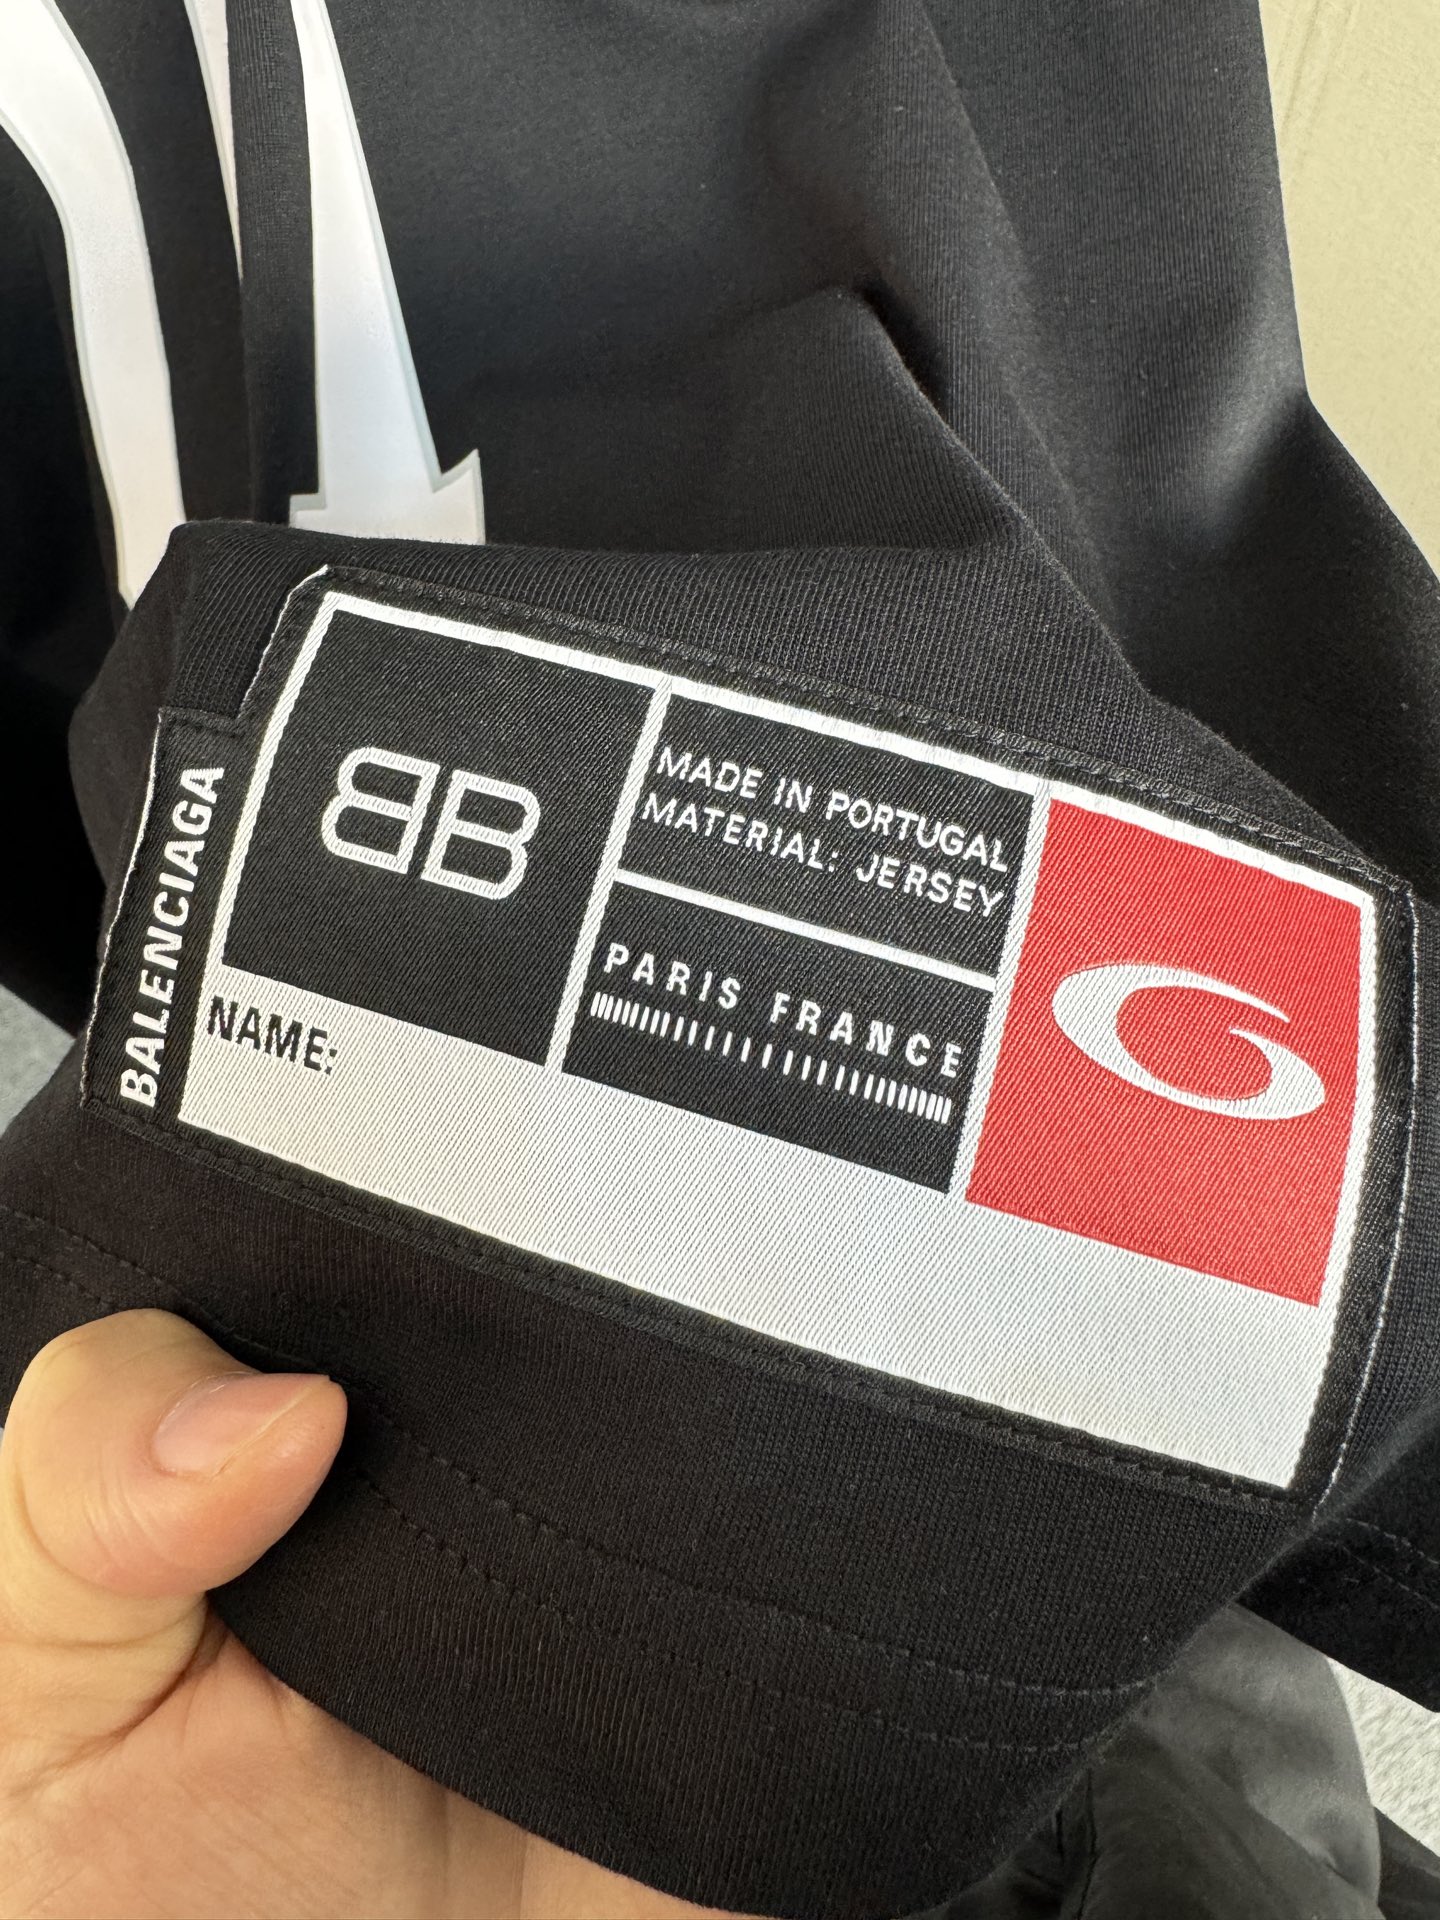 BALENCIAGA
BB
MADE IN PORTUGAL
MATERIAL: JERSEY
PARIS FRANCE
NAME: